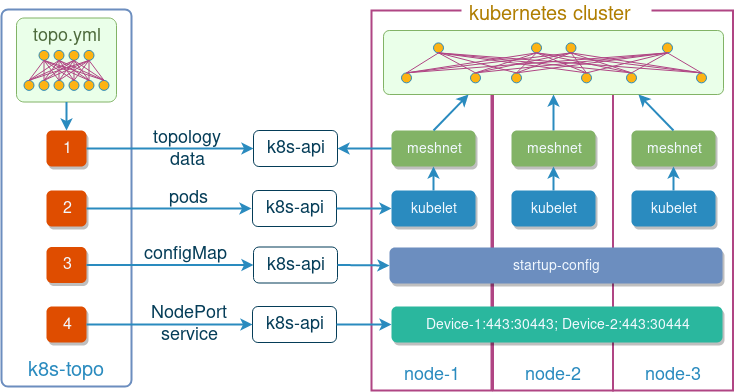 kubernetes cluster
topo.yml
1
topology
data
k8s-api
meshnet
meshnet
meshnet
2
pods
k8s-api
kubelet
kubelet
kubelet
3
configMap
k8s-api
startup-config
4
NodePort
service
k8s-api
Device-1:443:30443; Device-2:443:30444
k8s-topo
node-1
node-2
node-3